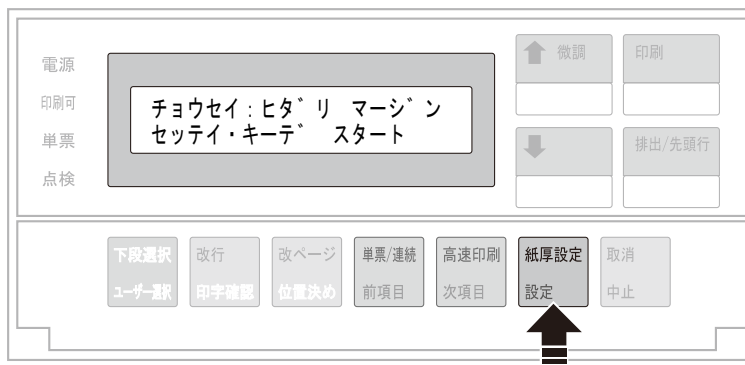 電源
印刷可
単票
点検
チョウセイ:ヒダリ マージン
セッテイ・キーデ スタート
微調
印刷
排出/先頭行
下段選択
ユーザー選択
改行
印字確認
改ページ
位置決め
単票/連続
前項目
高速印刷
次項目
紙厚設定
設定
取消
中止